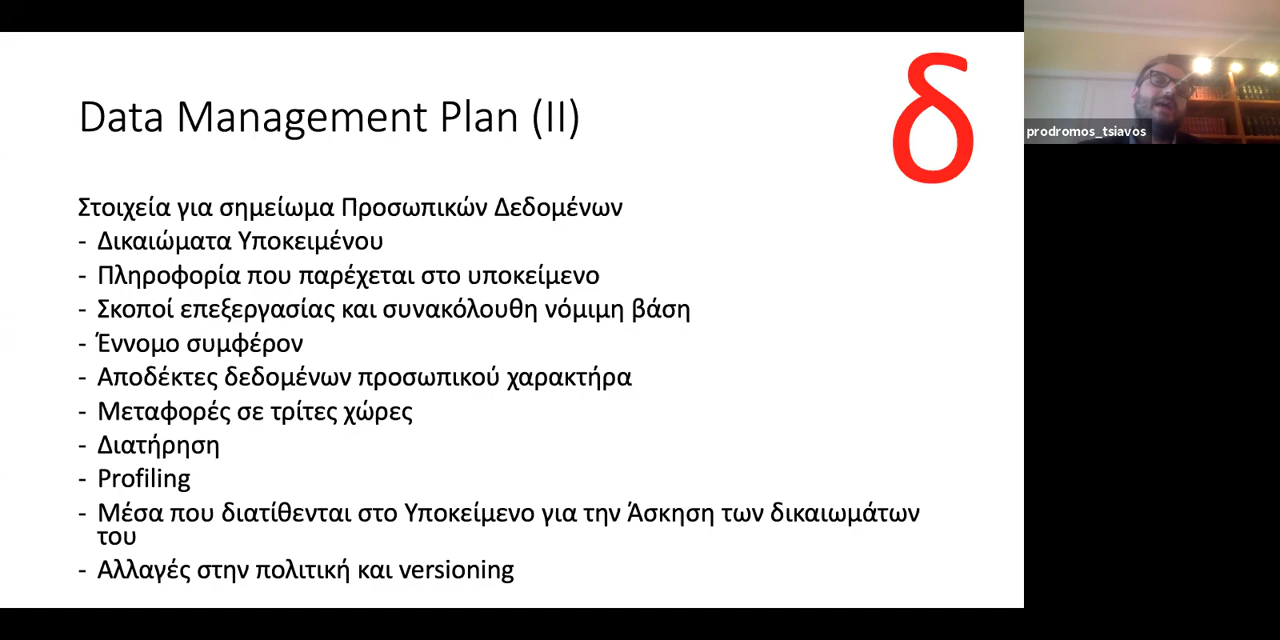 Data Management Plan (II)
δ
prodromos_tsiavos
Στοιχεία για σημείωμα Προσωπικών Δεδομένων
- Δικαιώματα Υποκειμένου
- Πληροφορία που παρέχεται στο υποκείμενο
- Σκοποί επεξεργασίας και συνακόλουθη νόμιμη βάση
- Έννομο συμφέρον
- Αποδέκτες δεδομένων προσωπικού χαρακτήρα
- Μεταφορές σε τρίτες χώρες
- Διατήρηση
- Profiling
- Μέσα που διατίθενται στο Υποκείμενο για την Άσκηση των δικαιωμάτων
του
- Αλλαγές στην πολιτική και versioning